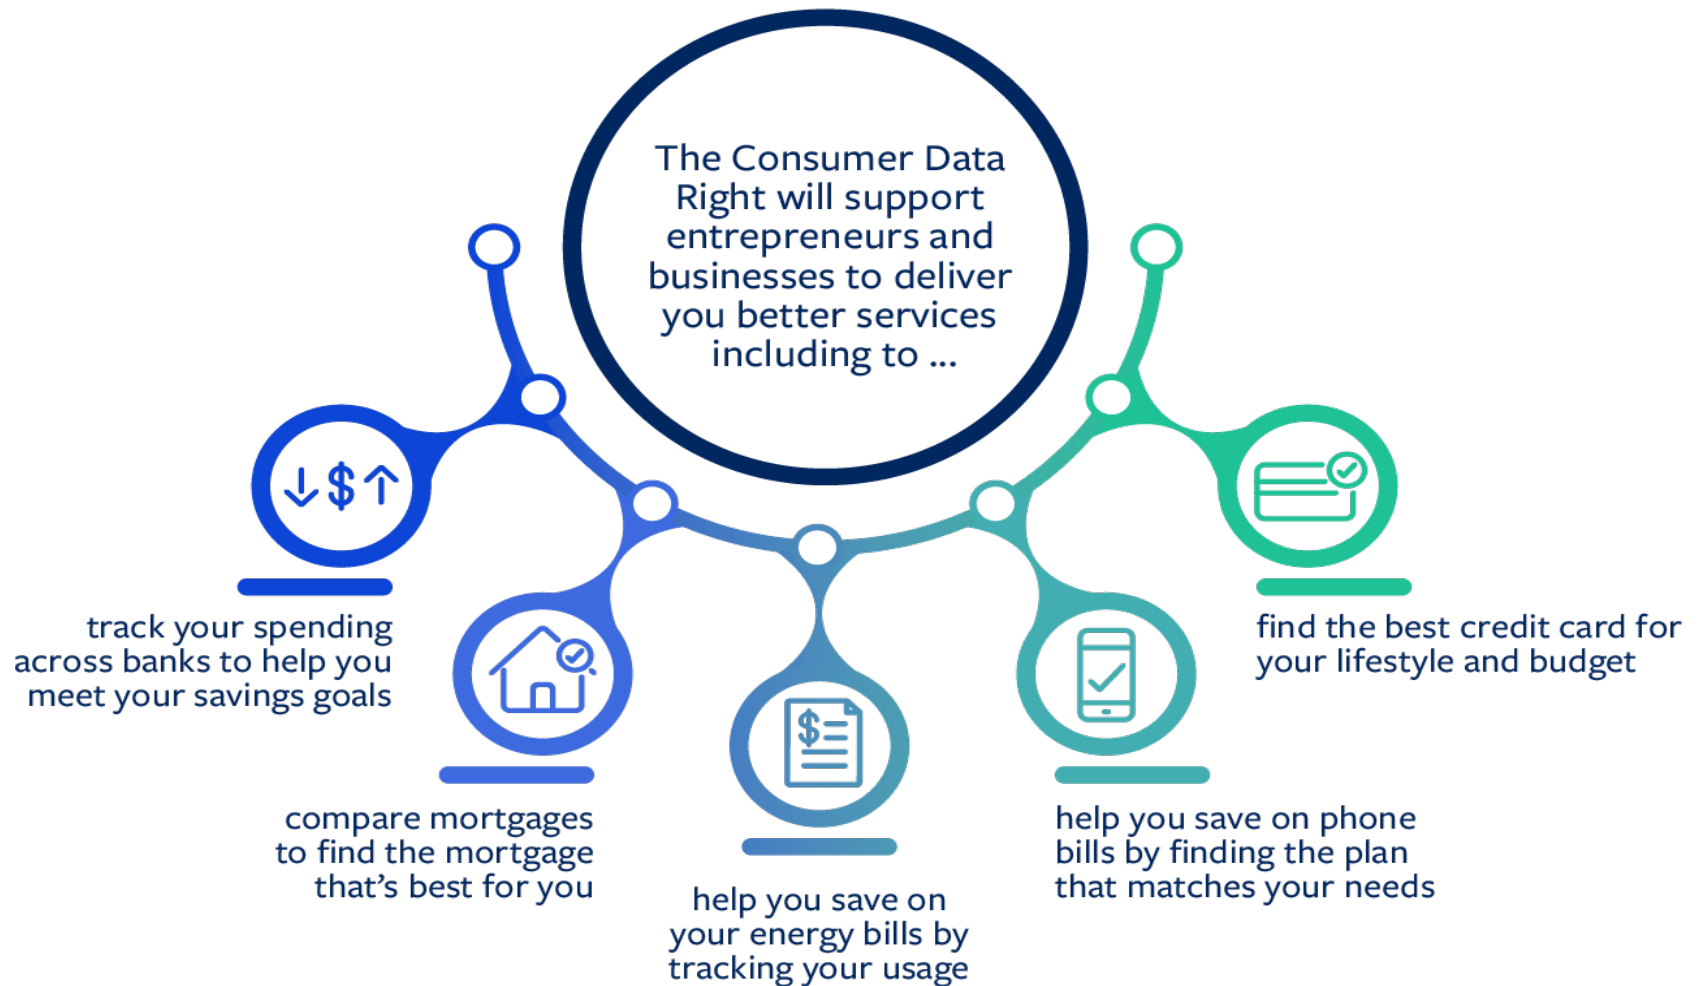 The Consumer Data
Right will support
entrepreneurs and
businesses to deliver
you better services
including to ...
track your spending
across banks to help you
meet your savings goals
compare mortgages
to find the mortgage
that’s best for you
help you save on
your energy bills by
tracking your usage
help you save on phone
bills by finding the plan
that matches your needs
find the best credit card for
your lifestyle and budget
$
$